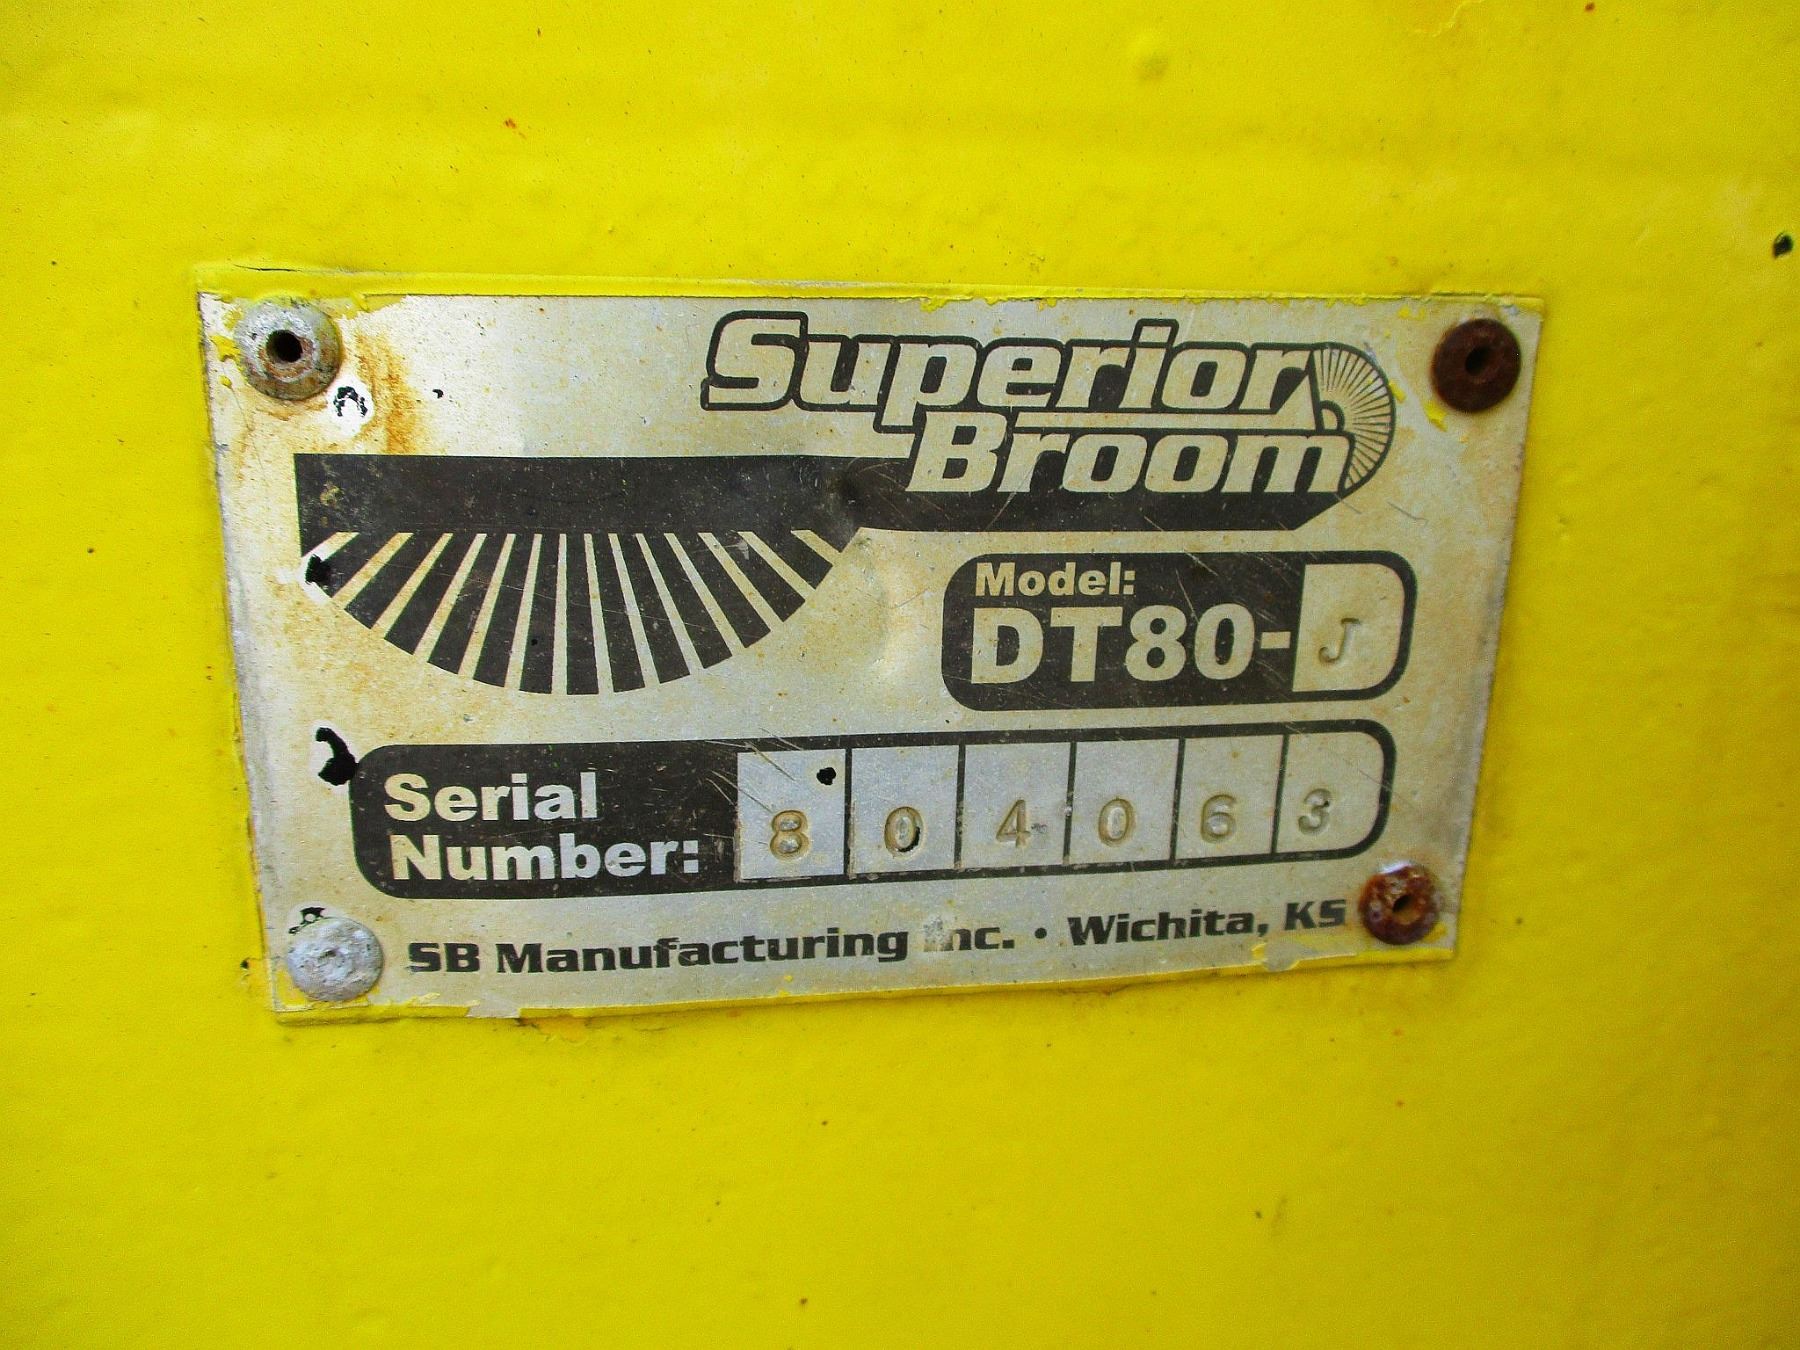 Superior
Broom
Model:
DT80-J
Serial
Number: 804063
SB Manufacturing Inc. • Wichita, KS